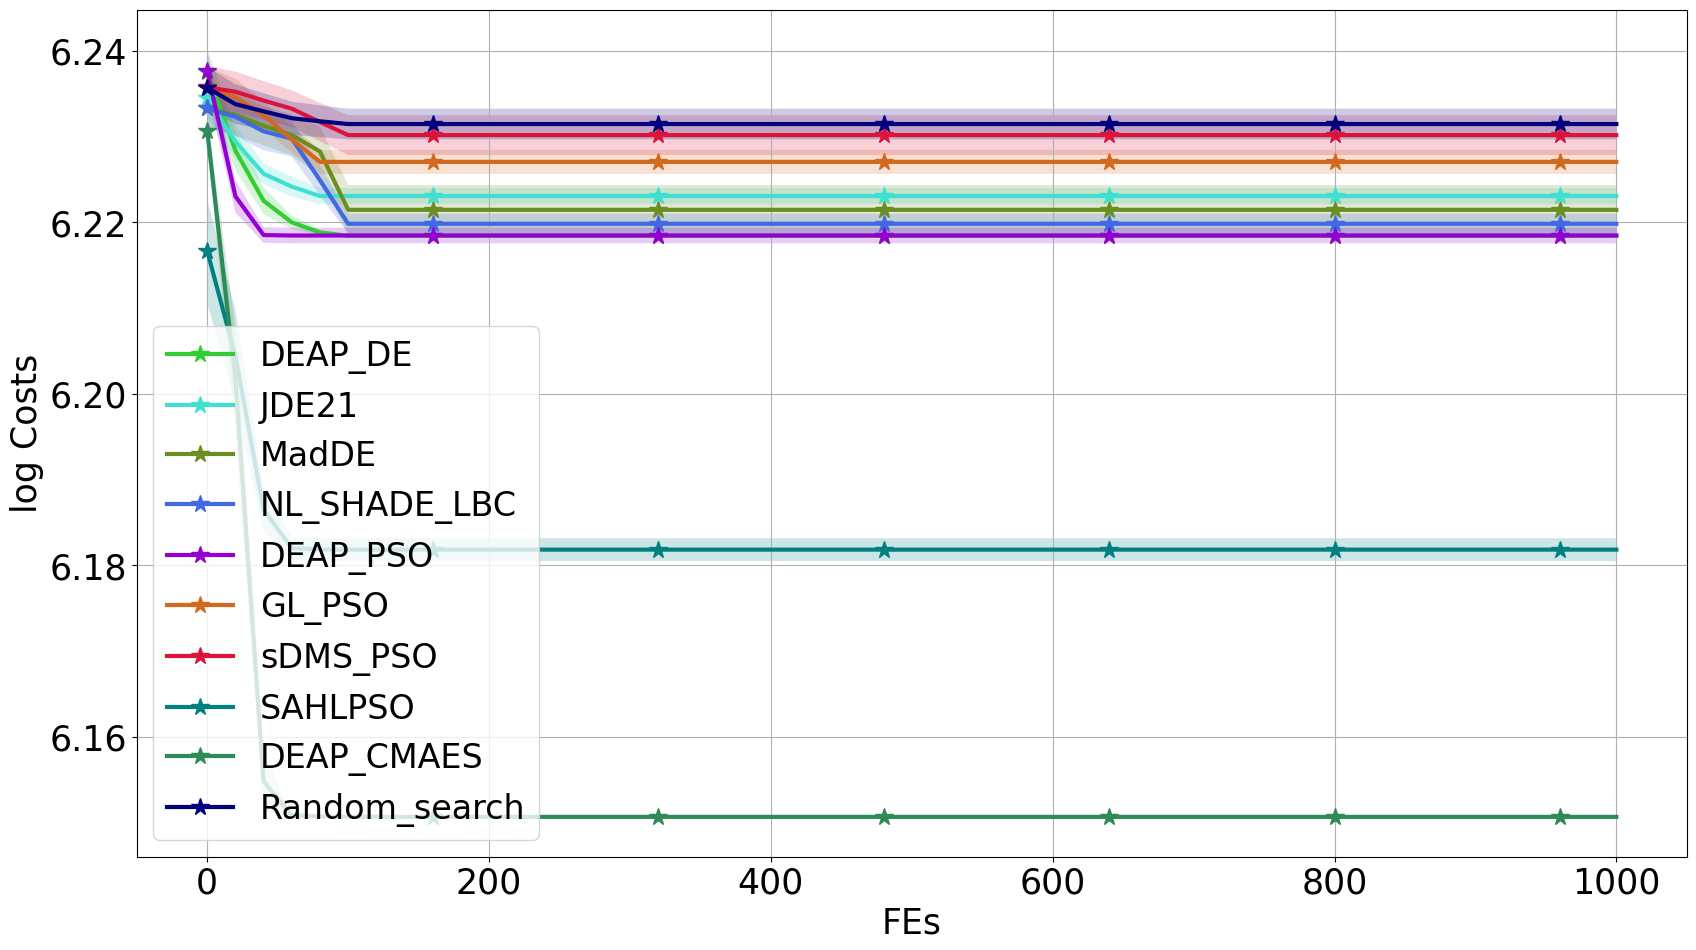 6.24
6.22
6.20
6.18
6.16
log Costs
DEAP_DE
JDE21
MadDE
NL_SHADE_LBC
DEAP_PSO
GL_PSO
sDMS_PSO
SAHLPSO
DEAP_CMAES
Random_search
0 200 400 600 800 1000
FEs